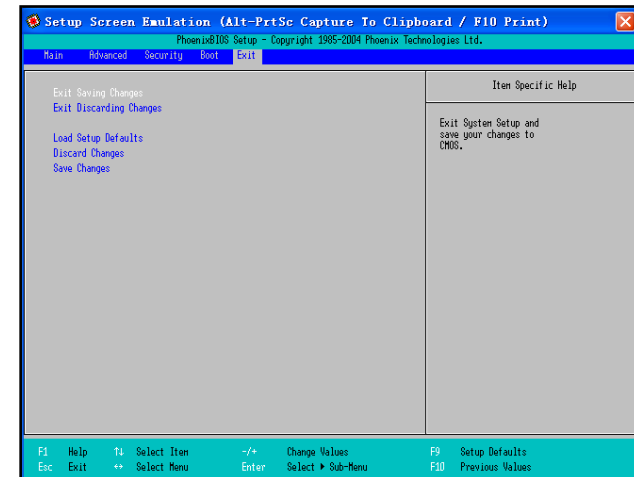 Setup Screen Emulation (Alt-PrtSc Capture To Clipboard / F10 Print)
PhoenixBIOS Setup - Copyright 1985-2004 Phoenix Technologies Ltd.
Main Advanced Security Boot Exit
Item Specific Help
Exit Saving Changes
Exit Discarding Changes
Load Setup Defaults
Discard Changes
Save Changes
Exit System Setup and
save your changes to
CMOS.
F1 Help ↑↓ Select Item -/+ Change Values F9 Setup Defaults
Esc Exit ↔ Select Menu Enter Select ▶ Sub-Menu F10 Previous Values